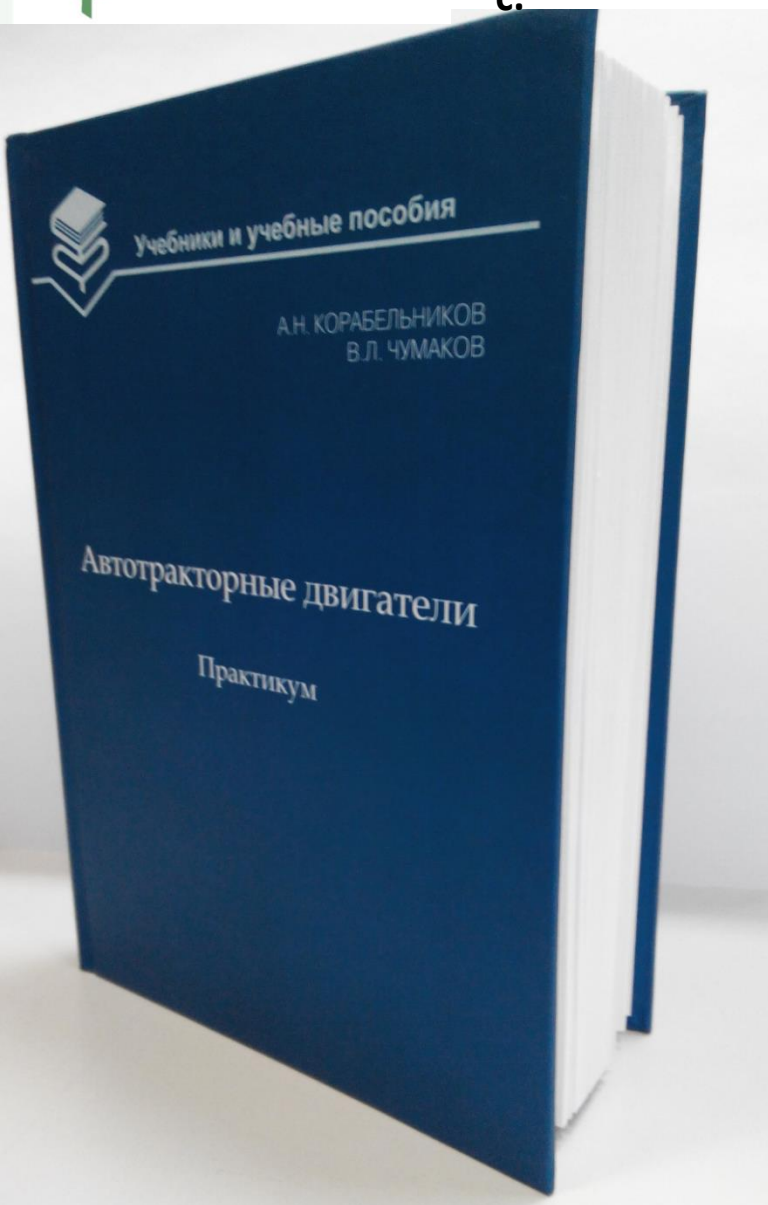 с.
Учебники и учебные пособия
А.Н. КОРАБЕЛЬНИКОВ
В.Л. ЧУМАКОВ
Автотракторные двигатели
Практикум